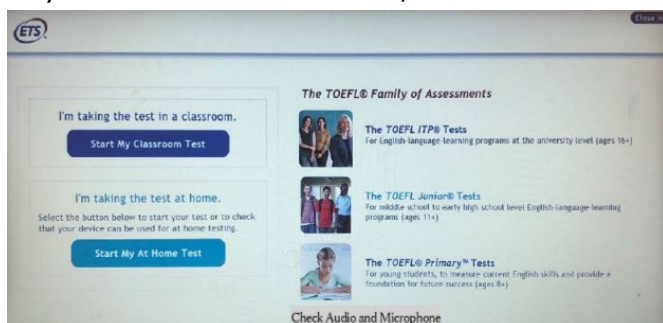 ETS
Close
I'm taking the test in a classroom.
Start My Classroom Test
I'm taking the test at home.
Select the button below to start your test or to check
that your device can be used for at home testing.
Start My At Home Test
The TOEFL® Family of Assessments
The TOEFL ITP® Tests
For English-language-learning programs at the university level (ages 16+)
The TOEFL Junior® Tests
For middle school to early high school level English-language-learning
programs (ages 11+)
The TOEFL® Primary™ Tests
For young students, to measure current English skills and provide a
foundation for future success (ages 8+)
Check Audio and Microphone